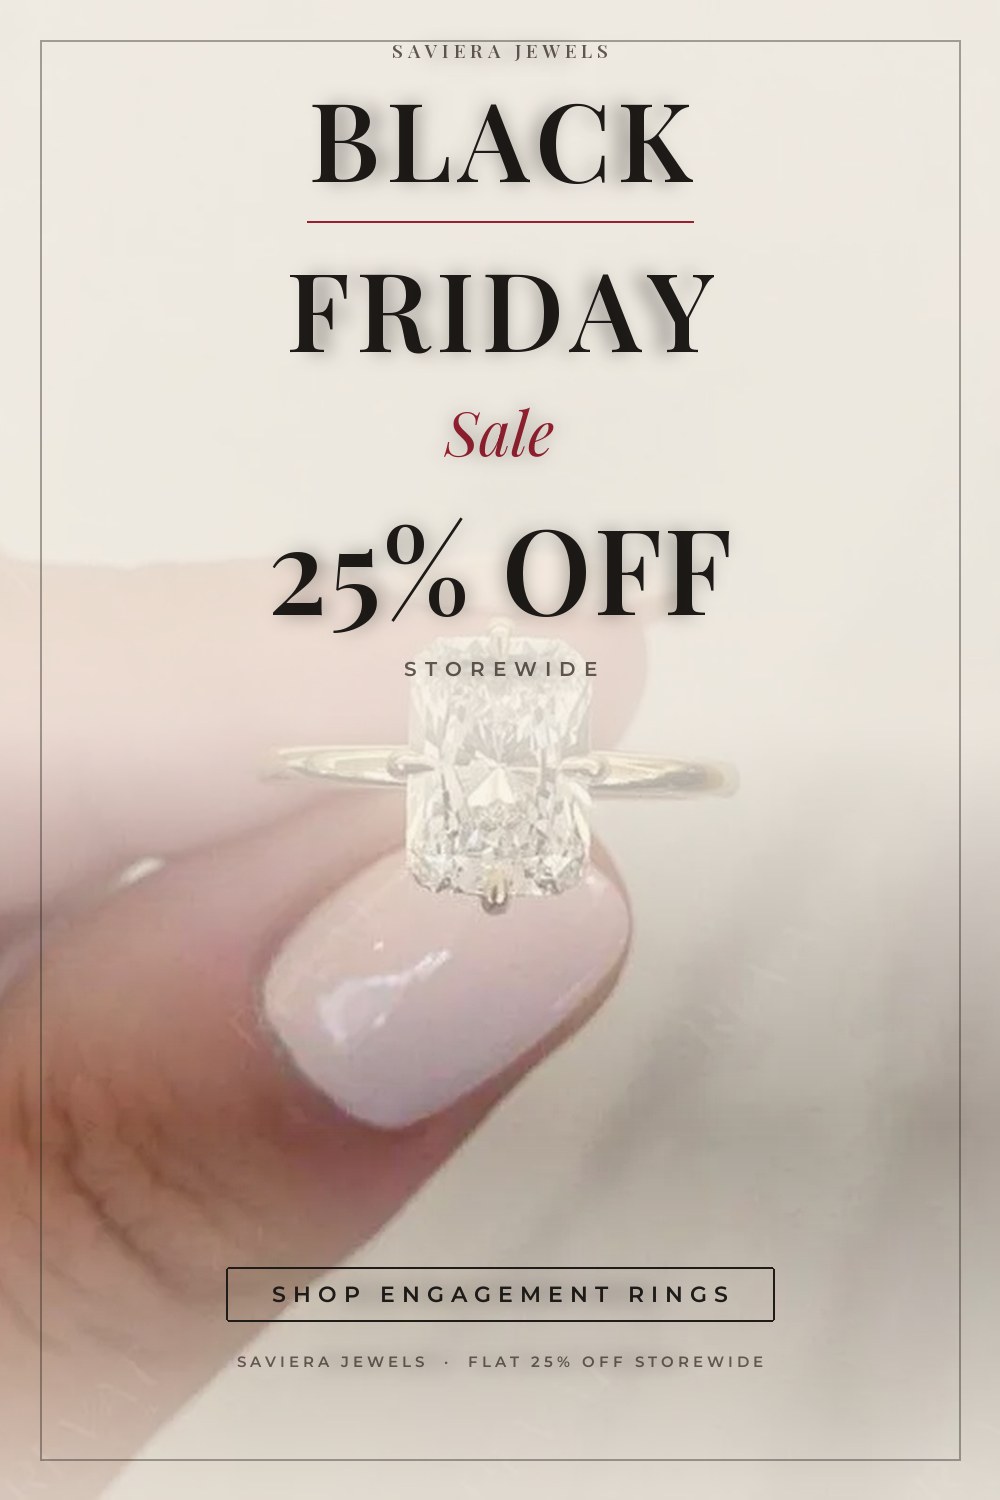 SAVIERA JEWELS
BLACK
FRIDAY
Sale
25% OFF
STOREWIDE
SHOP ENGAGEMENT RINGS
SAVIERA JEWELS · FLAT 25% OFF STOREWIDE